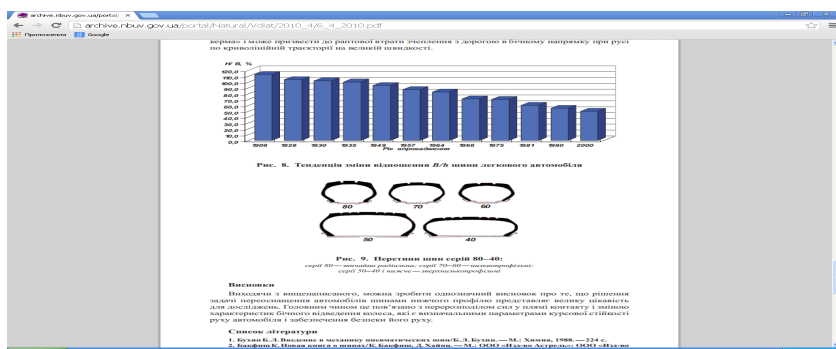 archive.nbuv.gov.ua/portal/
archive.nbuv.gov.ua/portal/Natural/Vdiat/2010_4/6_4_2010.pdf
Приложения Google
керма» і може призвести до раптової втрати зчеплення з дорогою в бічному напрямку при русі
по криволінійній траєкторії на великій швидкості.
H/ B, %
120,0
110,0
100,0
90,0
80,0
70,0
60,0
50,0
40,0
30,0
20,0
10,0
0,0
1909 1928 1930 1935 1949 1957 1964 1966 1975 1981 1990 2000
Рік впровадження
Рис. 8. Тенденція зміни відношення B/h шини легкового автомобіля
80 70 60
50 40
Рис. 9. Перетини шин серій 80—40:
серії 80—звичайна радіальна; серії 70–60—низькопрофільні;
серії 50–40 і нижче—зверхнизькопрофільні
Висновки
Виходячи з вищенаписаного, можна зробити однозначний висновок про те, що рішення
задачі переоснащення автомобілів шинами нижчого профілю представляє велику цікавість
для досліджень. Головним чином це пов'язано з перерозподілом сил у плямі контакту і зміною
характеристик бічного відведення колеса, які є визначальними параметрами курсової стійкості
руху автомобіля і забезпечення безпеки його руху.
Список літератури
1. Бухин Б.Л. Введение в механику пневматических шин/Б.Л. Бухин.—М.: Химия, 1988.—224 с.
2. Бакфиш К. Новая книга о шинах/К. Бакфиш, Д. Хайнц.—М.: ООО «Изд-во Астрель»; ООО «Изд-во